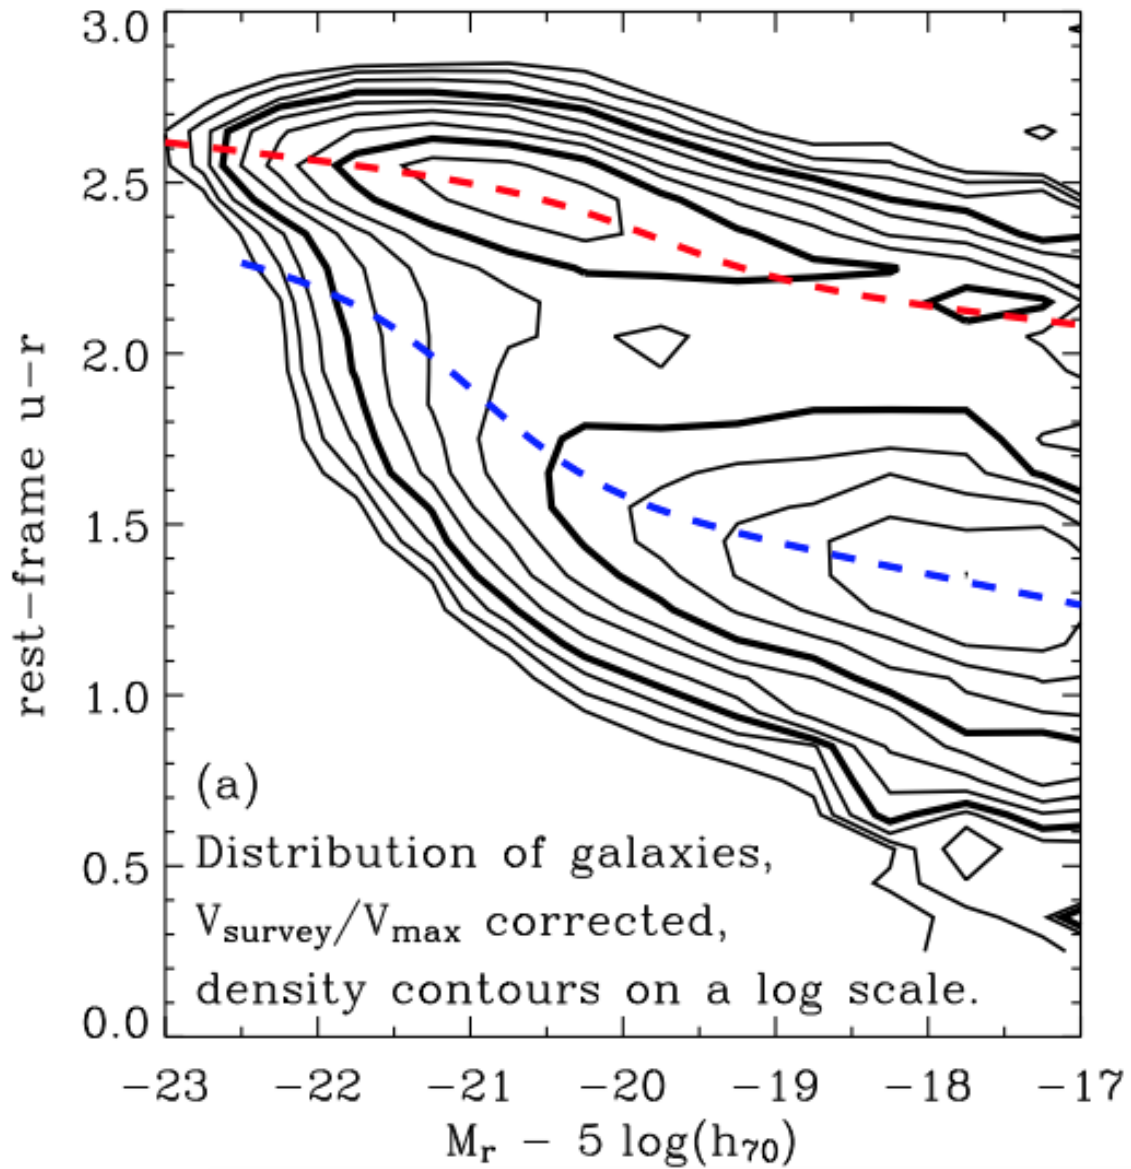 3.0
2.5
2.0
1.5
1.0
0.5
0.0
rest-frame u-r
(a)
Distribution of galaxies,
Vsurvey/Vmax corrected,
density contours on a log scale.
-23 -22 -21 -20 -19 -18 -17
Mr - 5 log(h70)